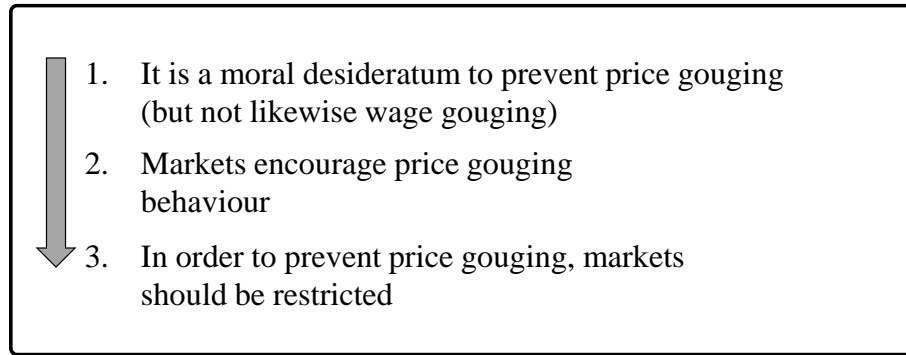 1. It is a moral desideratum to prevent price gouging
(but not likewise wage gouging)
2. Markets encourage price gouging
behaviour
3. In order to prevent price gouging, markets
should be restricted